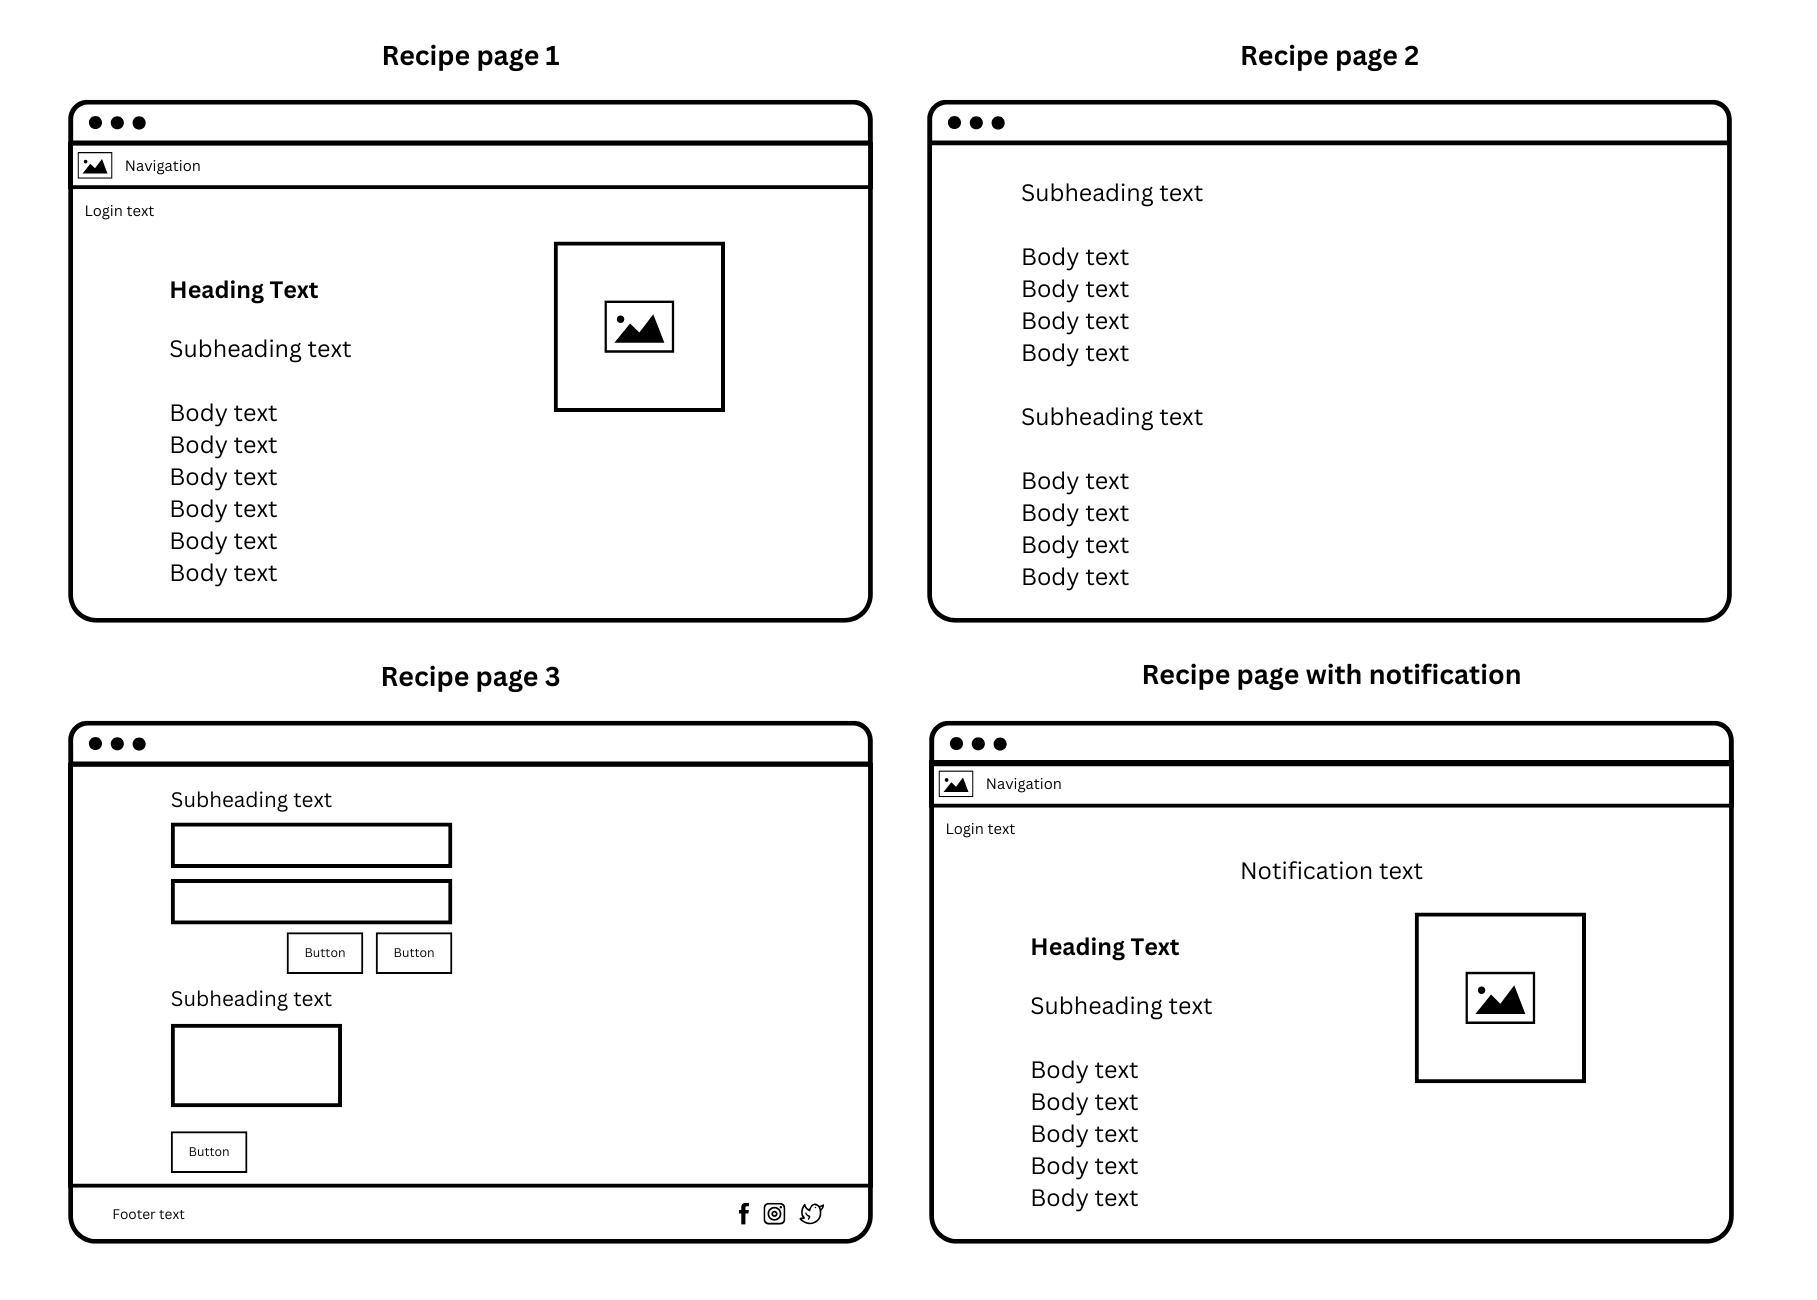 Recipe page 1
Navigation
Login text
Heading Text
Subheading text
Body text
Body text
Body text
Body text
Body text
Body text
Recipe page 2
Subheading text
Body text
Body text
Body text
Body text
Subheading text
Body text
Body text
Body text
Body text
Recipe page 3
Subheading text
Button Button
Subheading text
Button
Footer text
Recipe page with notification
Navigation
Login text
Notification text
Heading Text
Subheading text
Body text
Body text
Body text
Body text
Body text